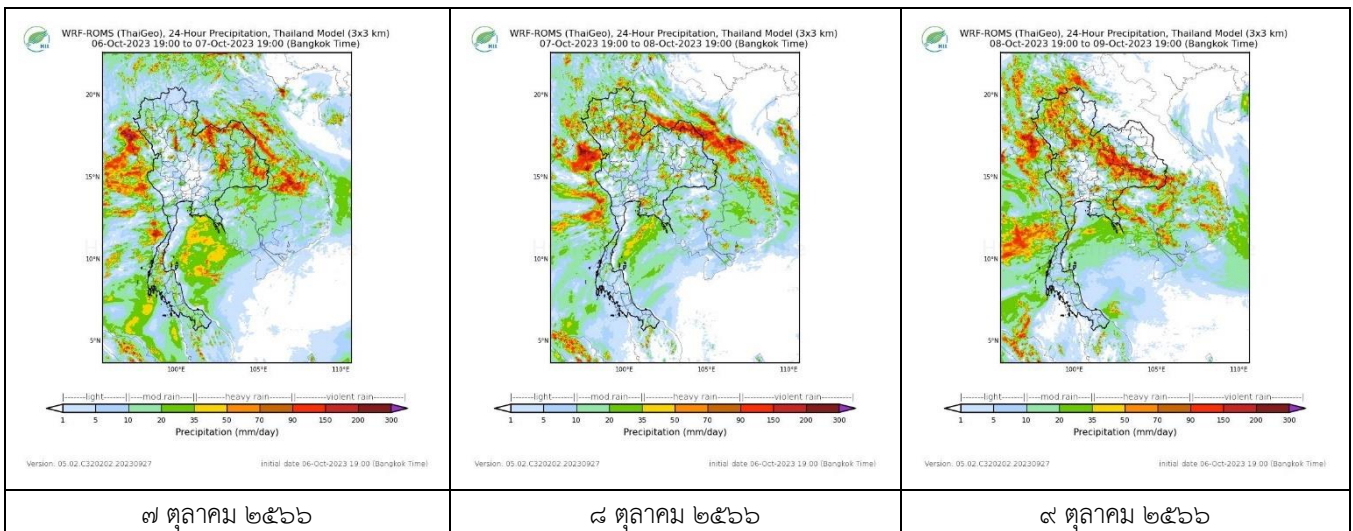 WRF-ROMS (ThaiGeo), 24-Hour Precipitation, Thailand Model (3x3 km)
06-Oct-2023 19:00 to 07-Oct-2023 19:00 (Bangkok Time)
20°N
15°N
10°N
5°N
100°E 105°E 110°E
|-------light------||----mod rain-----||----------heavy rain--------||--------violent rain---------|
1 5 10 20 35 50 70 90 150 200 300
Precipitation (mm/day)
Version: 05.02.C320202.20230927 initial date 06-Oct-2023 19:00 (Bangkok Time)
๗ ตุลาคม ๒๕๖๖
WRF-ROMS (ThaiGeo), 24-Hour Precipitation, Thailand Model (3x3 km)
07-Oct-2023 19:00 to 08-Oct-2023 19:00 (Bangkok Time)
20°N
15°N
10°N
5°N
100°E 105°E 110°E
|-------light------||----mod rain-----||----------heavy rain--------||--------violent rain---------|
1 5 10 20 35 50 70 90 150 200 300
Precipitation (mm/day)
Version: 05.02.C320202.20230927 initial date 06-Oct-2023 19:00 (Bangkok Time)
๘ ตุลาคม ๒๕๖๖
WRF-ROMS (ThaiGeo), 24-Hour Precipitation, Thailand Model (3x3 km)
08-Oct-2023 19:00 to 09-Oct-2023 19:00 (Bangkok Time)
20°N
15°N
10°N
5°N
100°E 105°E 110°E
|-------light------||----mod rain-----||----------heavy rain--------||--------violent rain---------|
1 5 10 20 35 50 70 90 150 200 300
Precipitation (mm/day)
Version: 05.02.C320202.20230927 initial date 06-Oct-2023 19:00 (Bangkok Time)
๙ ตุลาคม ๒๕๖๖